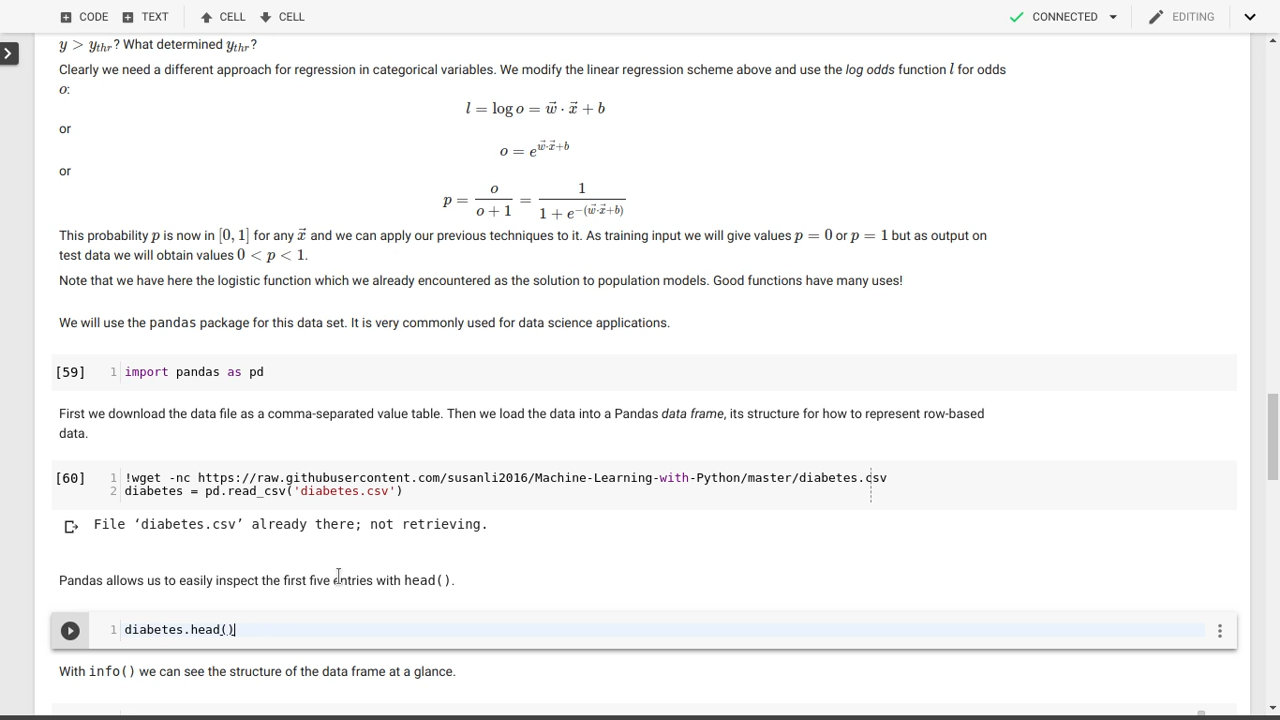 CODE TEXT CELL CELL CONNECTED EDITING
y > y_thr? What determined y_thr?
Clearly we need a different approach for regression in categorical variables. We modify the linear regression scheme above and use the log odds function l for odds
o:
l = log o = w⃗ · x⃗ + b
or
o = e^{w⃗·x⃗+b}
or
p = o/(o + 1) = 1/(1 + e^{−(w⃗·x⃗+b)})
This probability p is now in [0, 1] for any x⃗ and we can apply our previous techniques to it. As training input we will give values p = 0 or p = 1 but as output on
test data we will obtain values 0 < p < 1.
Note that we have here the logistic function which we already encountered as the solution to population models. Good functions have many uses!
We will use the pandas package for this data set. It is very commonly used for data science applications.
[59] 1 import pandas as pd
First we download the data file as a comma-separated value table. Then we load the data into a Pandas data frame, its structure for how to represent row-based
data.
[60] 1 !wget -nc https://raw.githubusercontent.com/susanli2016/Machine-Learning-with-Python/master/diabetes.csv
2 diabetes = pd.read_csv('diabetes.csv')
File ‘diabetes.csv’ already there; not retrieving.
Pandas allows us to easily inspect the first five entries with head().
1 diabetes.head()
With info() we can see the structure of the data frame at a glance.